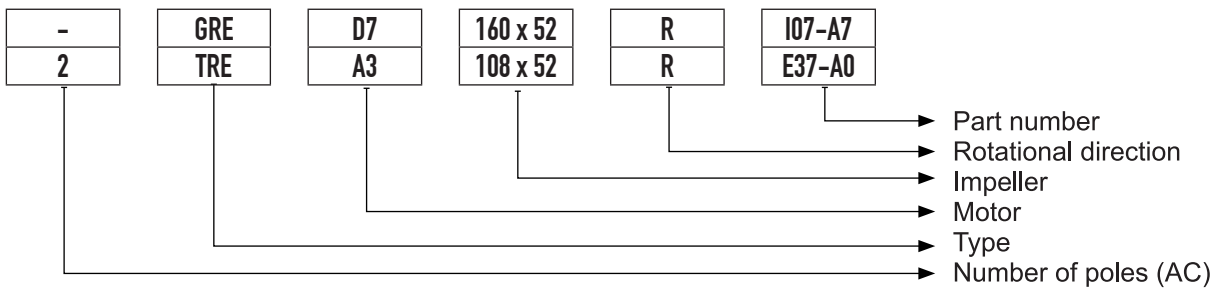 - GRE D7 160 x 52 R I07-A7
2 TRE A3 108 x 52 R E37-A0
Part number
Rotational direction
Impeller
Motor
Type
Number of poles (AC)